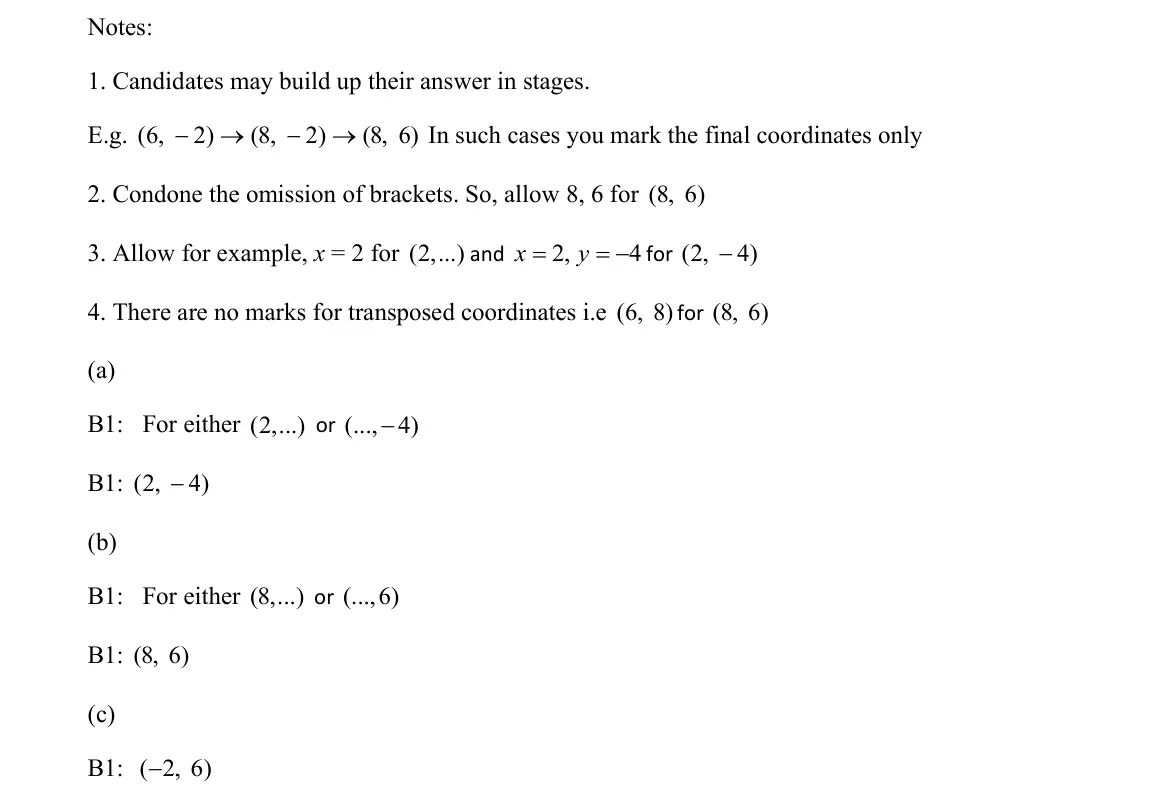 Notes:
1. Candidates may build up their answer in stages.
E.g. (6, −2) → (8, −2) → (8, 6) In such cases you mark the final coordinates only
2. Condone the omission of brackets. So, allow 8, 6 for (8, 6)
3. Allow for example, x = 2 for (2,...) and x = 2, y = −4 for (2, −4)
4. There are no marks for transposed coordinates i.e (6, 8) for (8, 6)
(a)
B1: For either (2,...) or (...,−4)
B1: (2, −4)
(b)
B1: For either (8,...) or (...,6)
B1: (8, 6)
(c)
B1: (−2, 6)